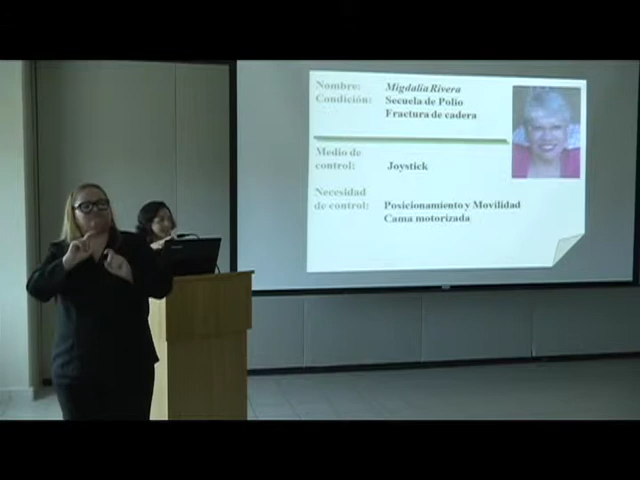 Nombre: Migdalia Rivera
Condición: Secuela de Polio
Fractura de cadera
Medio de
control: Joystick
Necesidad
de control: Posicionamiento y Movilidad
Cama motorizada